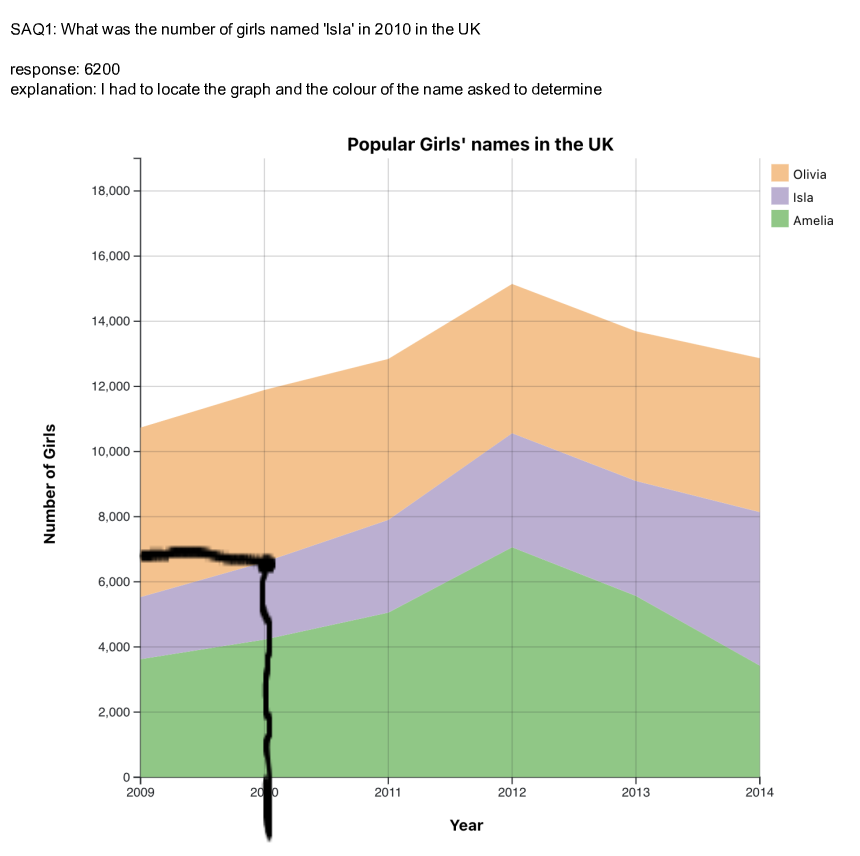 SAQ1: What was the number of girls named 'Isla' in 2010 in the UK
response: 6200
explanation: I had to locate the graph and the colour of the name asked to determine
Popular Girls' names in the UK
Olivia
Isla
Amelia
18,000
16,000
14,000
12,000
10,000
8,000
6,000
4,000
2,000
0
Number of Girls
2009 2010 2011 2012 2013 2014
Year